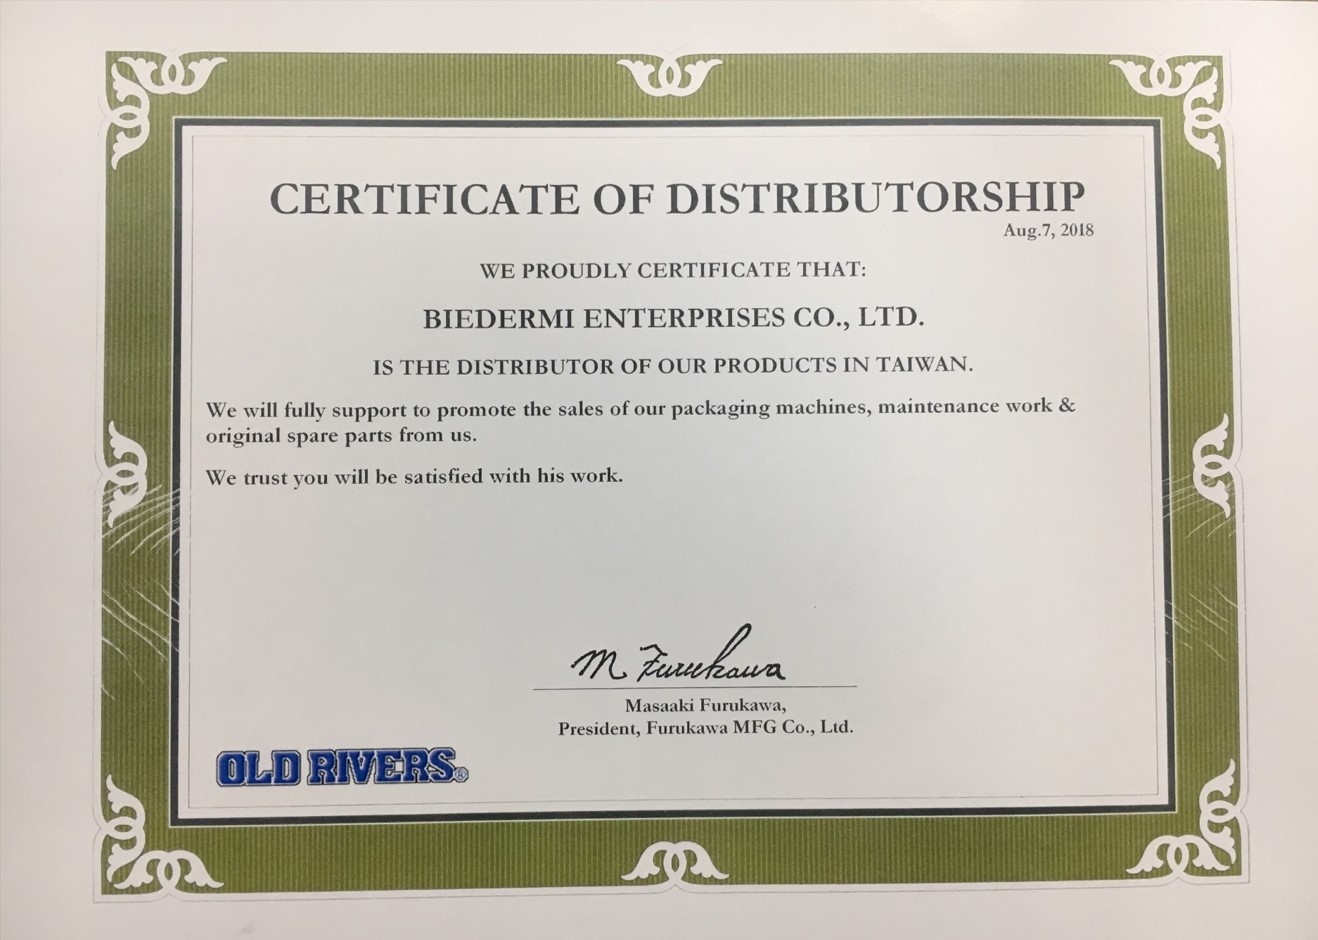 CERTIFICATE OF DISTRIBUTORSHIP
Aug.7, 2018
WE PROUDLY CERTIFICATE THAT:
BIEDERMI ENTERPRISES CO., LTD.
IS THE DISTRIBUTOR OF OUR PRODUCTS IN TAIWAN.
We will fully support to promote the sales of our packaging machines, maintenance work &
original spare parts from us.
We trust you will be satisfied with his work.
M Furukawa
Masaaki Furukawa,
President, Furukawa MFG Co., Ltd.
OLD RIVERS®